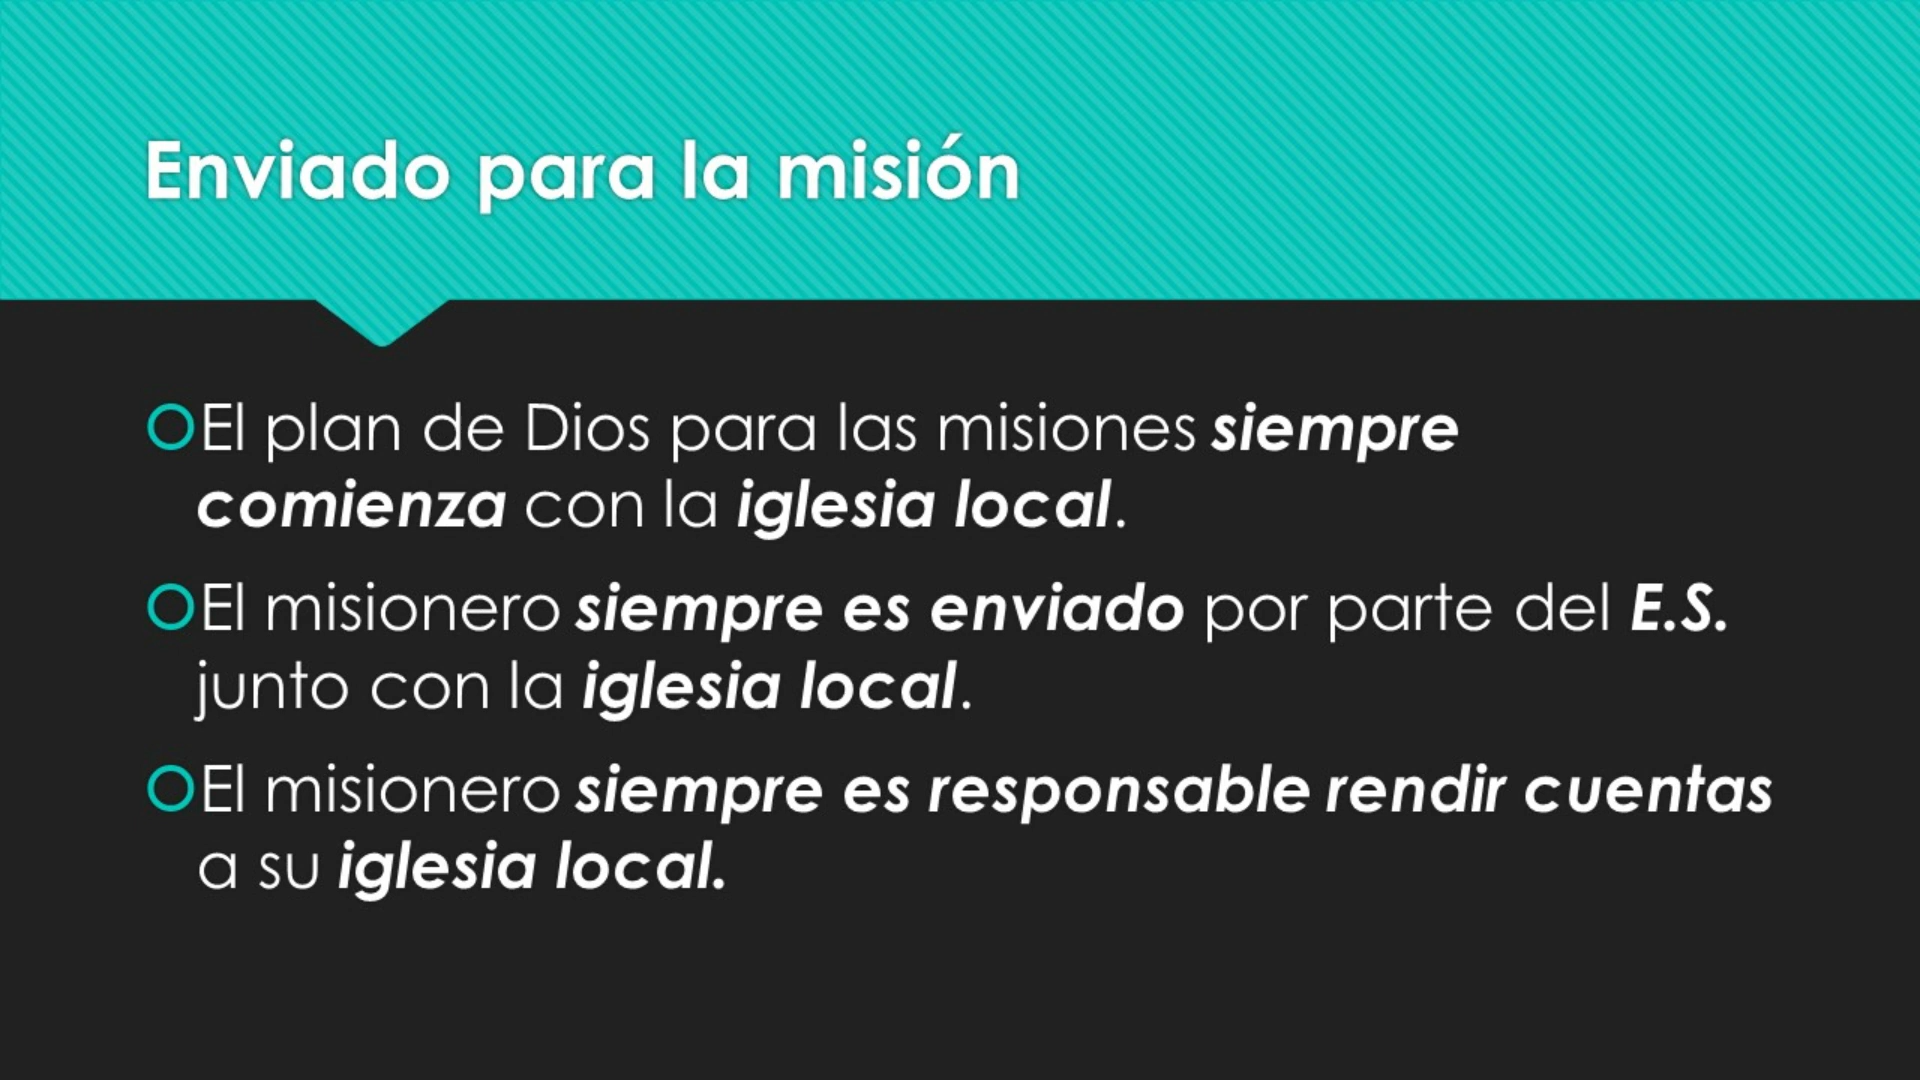 Enviado para la misión
El plan de Dios para las misiones siempre
comienza con la iglesia local.
El misionero siempre es enviado por parte del E.S.
junto con la iglesia local.
El misionero siempre es responsable rendir cuentas
a su iglesia local.